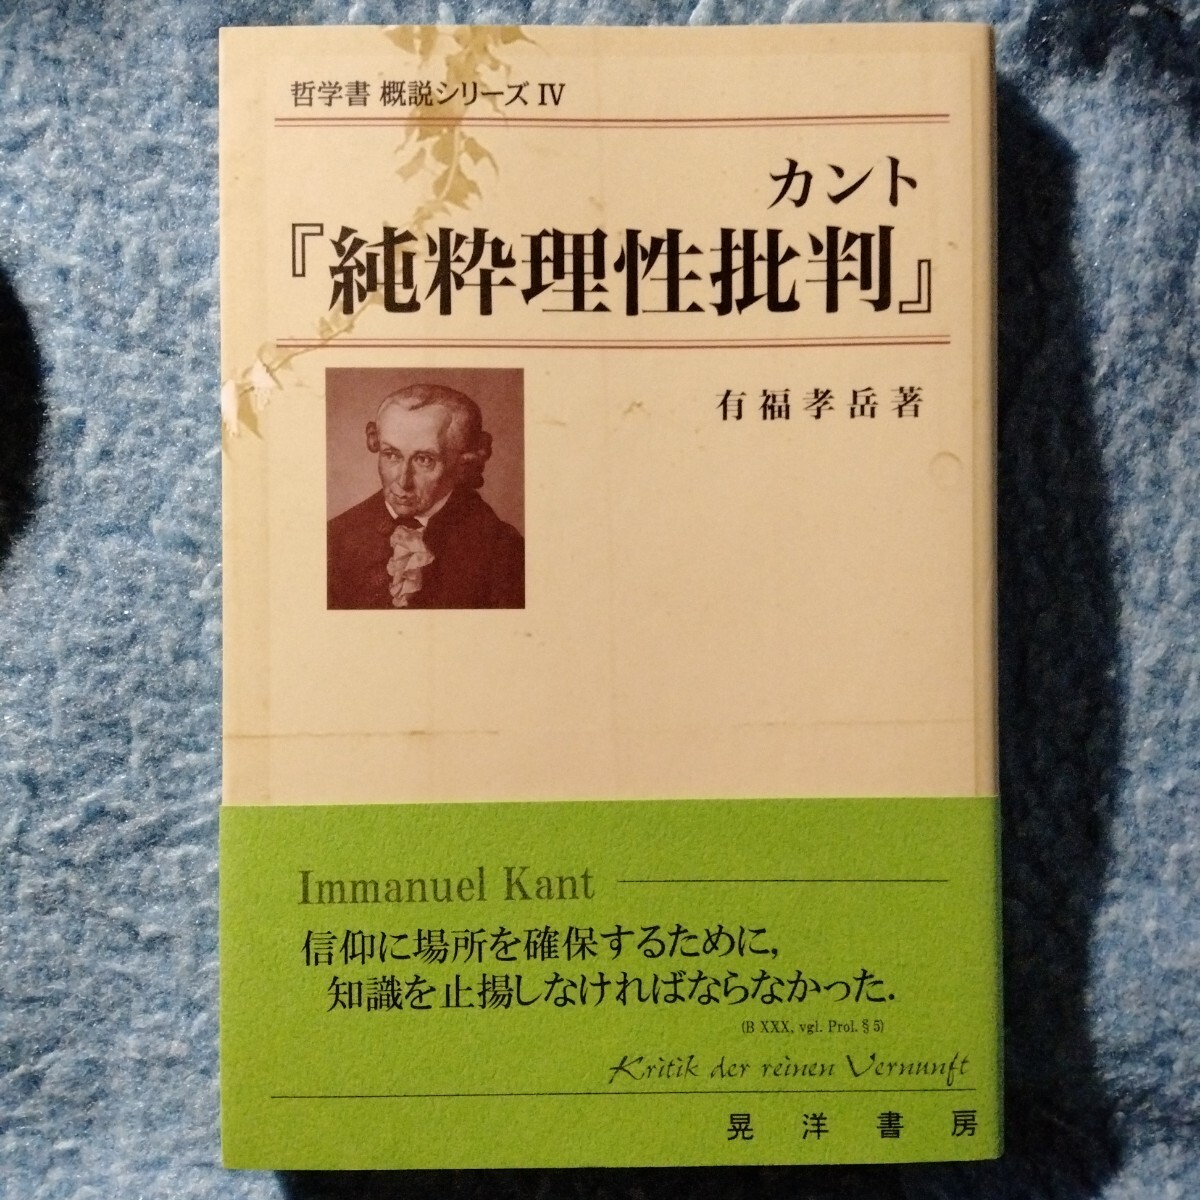 哲学書 概説シリーズ IV
カント
『純粋理性批判』
有福孝岳著
Immanuel Kant
信仰に場所を確保するために,
知識を止揚しなければならなかった.
(B XXX, vgl. Prol. § 5)
Kritik der reinen Vernunft
晃洋書房